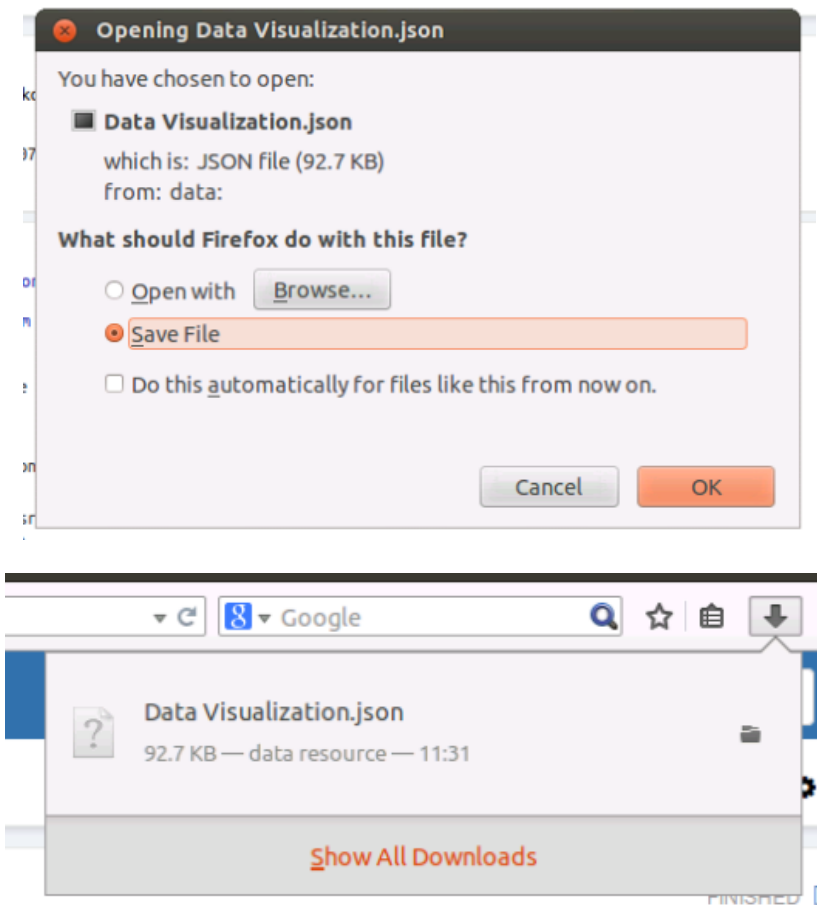 Opening Data Visualization.json
You have chosen to open:
Data Visualization.json
which is: JSON file (92.7 KB)
from: data:
What should Firefox do with this file?
Open with Browse...
Save File
Do this automatically for files like this from now on.
Cancel OK
8 Google
Data Visualization.json
?
92.7 KB — data resource — 11:31
Show All Downloads
FINISHED